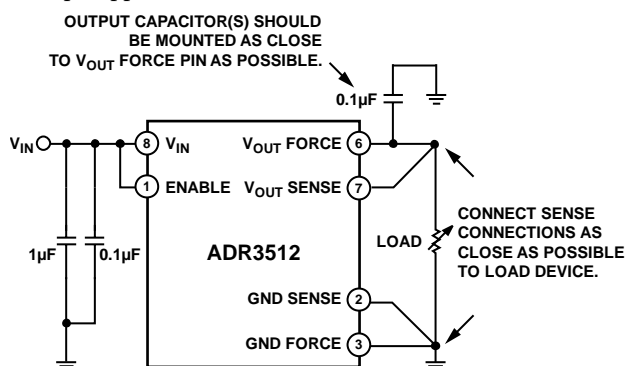 OUTPUT CAPACITOR(S) SHOULD
BE MOUNTED AS CLOSE
TO VOUT FORCE PIN AS POSSIBLE.
0.1µF
VIN
8
VIN
VOUT FORCE
6
1
ENABLE
VOUT SENSE
7
1µF
0.1µF
ADR3512
LOAD
CONNECT SENSE
CONNECTIONS AS
CLOSE AS POSSIBLE
TO LOAD DEVICE.
GND SENSE
2
GND FORCE
3